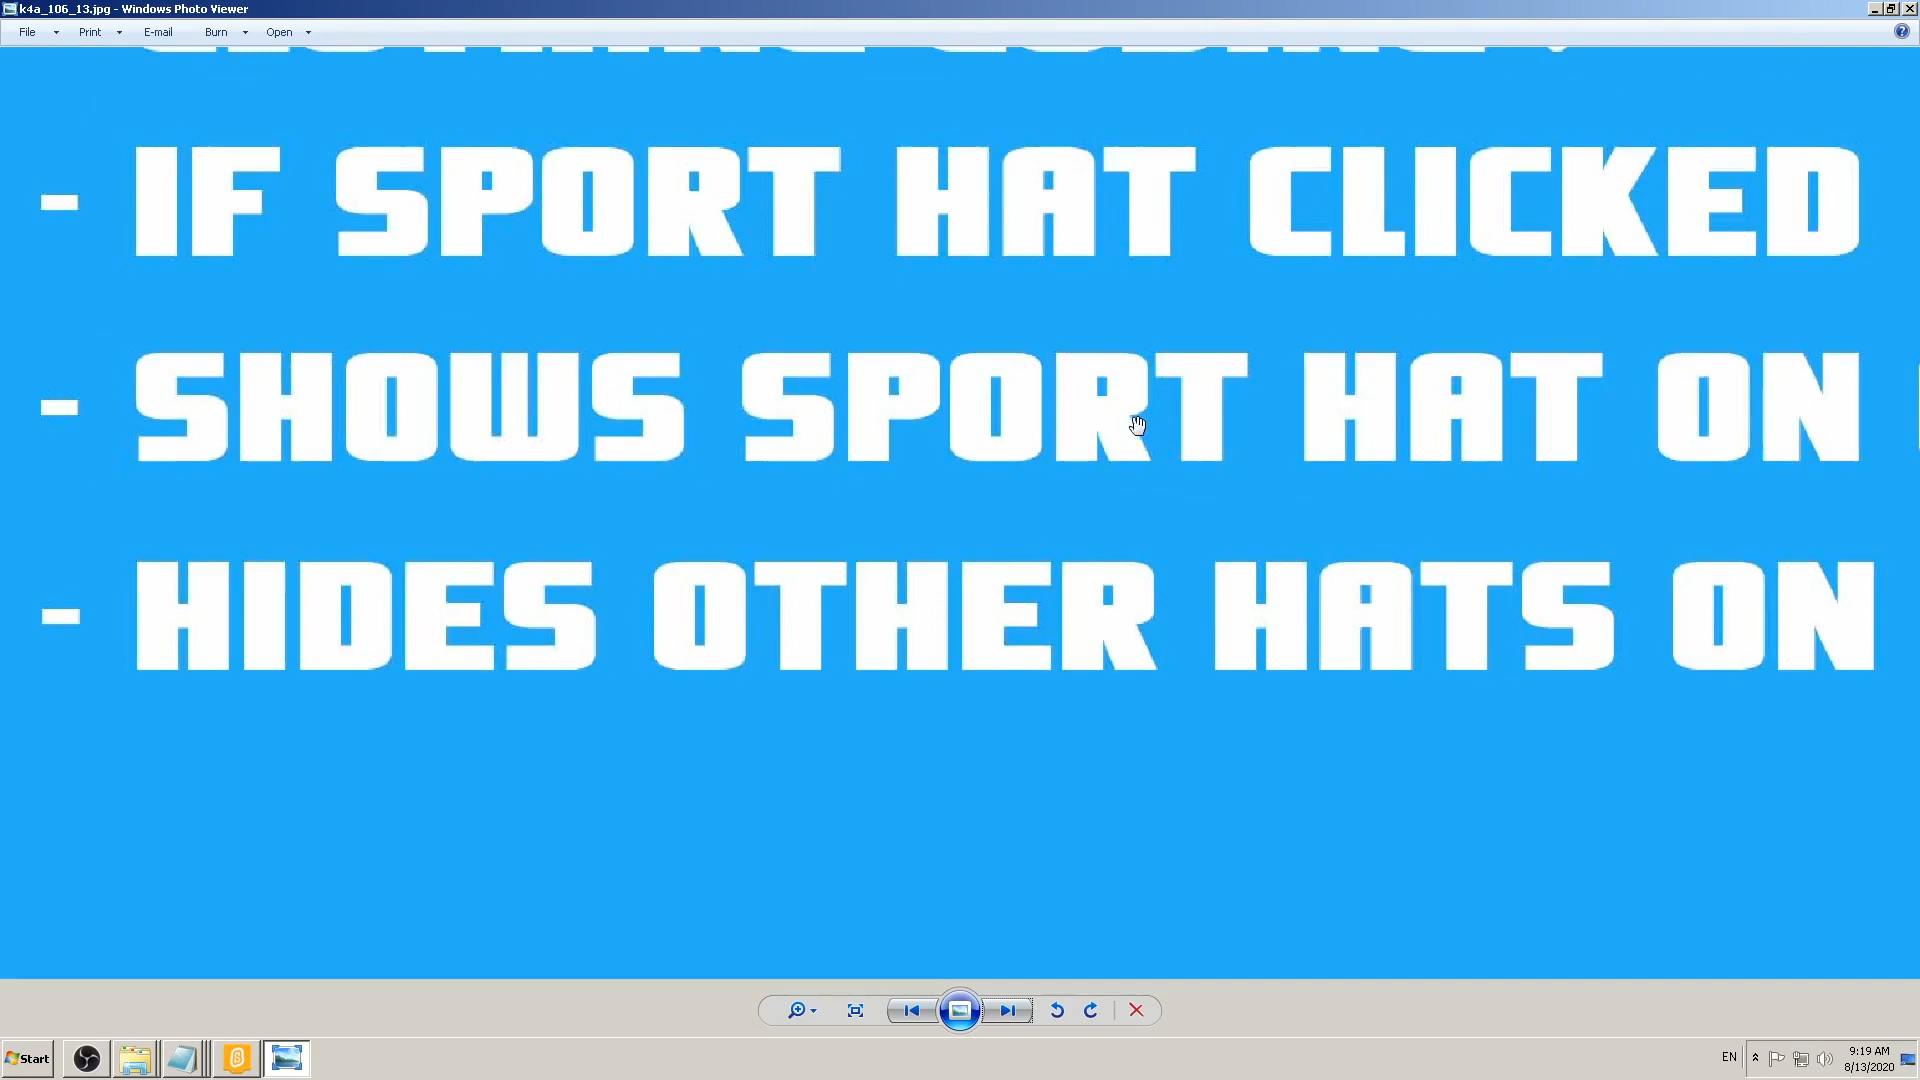 k4a_106_13.jpg - Windows Photo Viewer
File Print E-mail Burn Open
- IF SPORT HAT CLICKED
- SHOWS SPORT HAT ON
- HIDES OTHER HATS ON
Start
EN
9:19 AM
8/13/2020